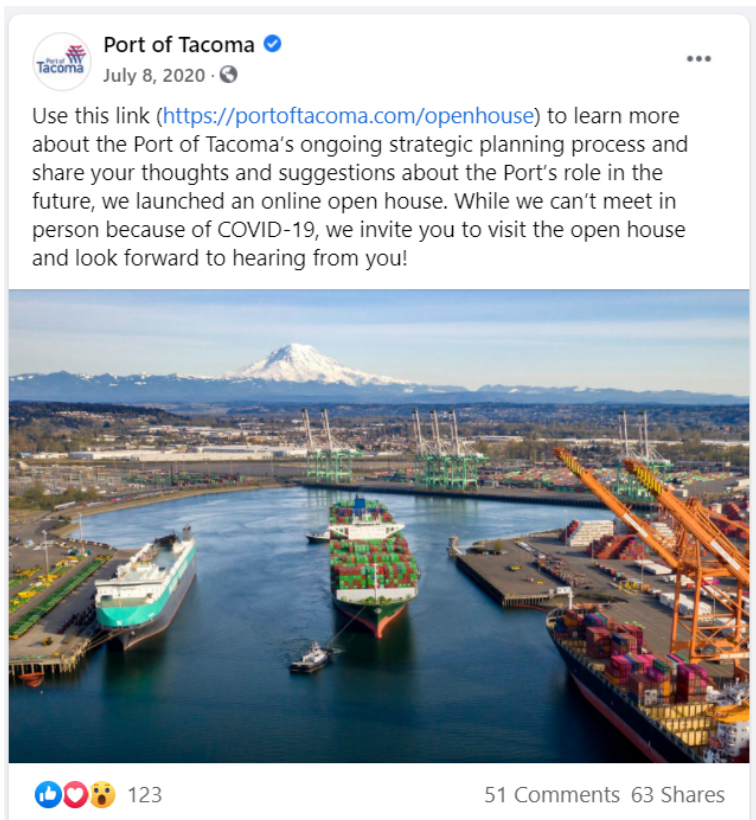 Port of Tacoma
Port of
Tacoma
July 8, 2020 ·
Use this link (https://portoftacoma.com/openhouse) to learn more
about the Port of Tacoma's ongoing strategic planning process and
share your thoughts and suggestions about the Port's role in the
future, we launched an online open house. While we can't meet in
person because of COVID-19, we invite you to visit the open house
and look forward to hearing from you!
123
51 Comments 63 Shares